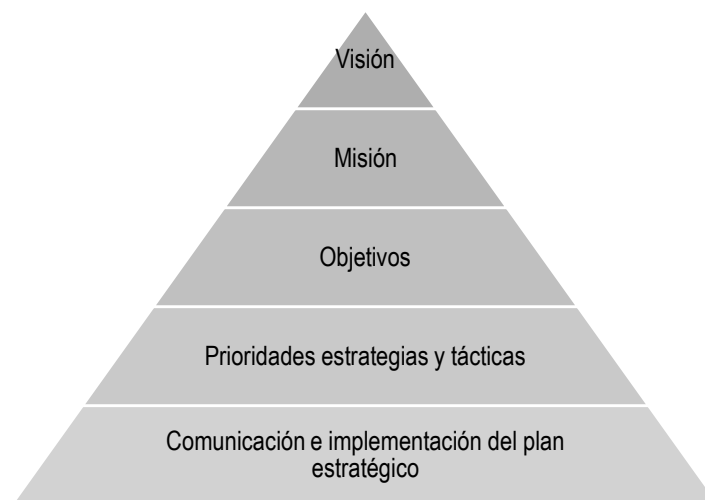 Visión
Misión
Objetivos
Prioridades estrategias y tácticas
Comunicación e implementación del plan
estratégico